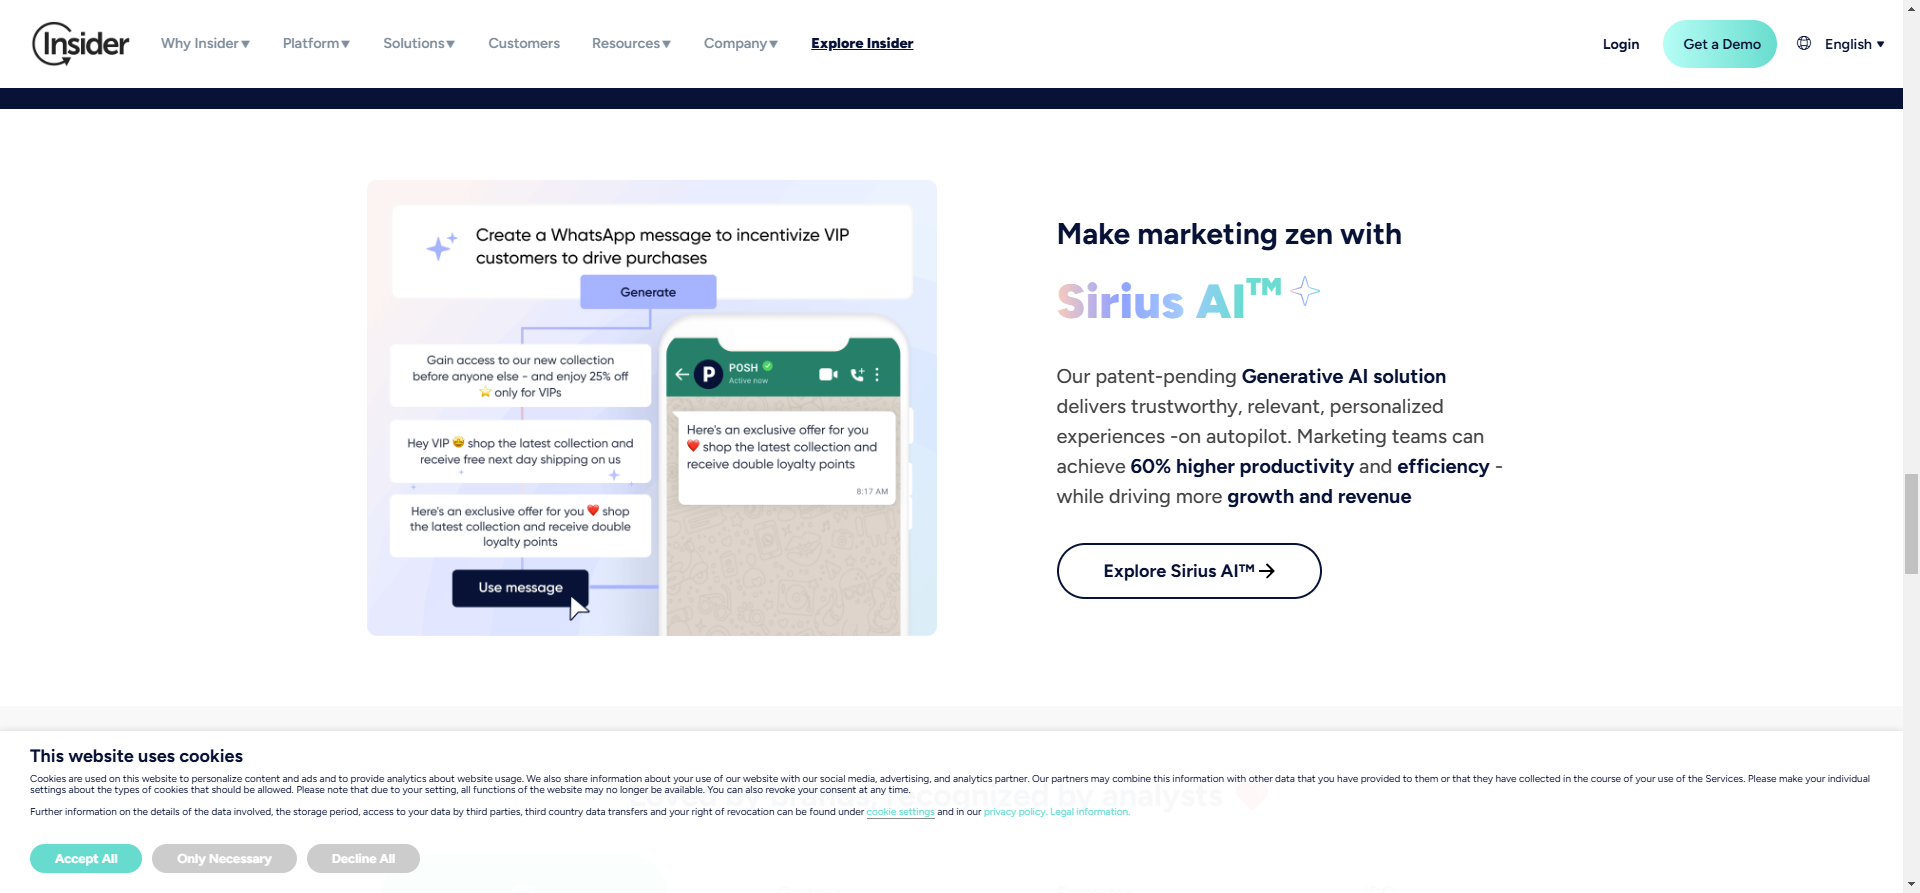 Insider
Why Insider
Platform
Solutions
Customers
Resources
Company
Explore Insider
Login
Get a Demo
English
Create a WhatsApp message to incentivize VIP
customers to drive purchases
Generate
Gain access to our new collection
before anyone else - and enjoy 25% off
⭐ only for VIPs
Hey VIP 🤩 shop the latest collection and
receive free next day shipping on us
Here's an exclusive offer for you ❤️ shop
the latest collection and receive double
loyalty points
Use message
P
POSH
Active now
Here's an exclusive offer for you
❤️ shop the latest collection and
receive double loyalty points
8:17 AM
Make marketing zen with
Sirius AI™
Our patent-pending Generative AI solution
delivers trustworthy, relevant, personalized
experiences -on autopilot. Marketing teams can
achieve 60% higher productivity and efficiency -
while driving more growth and revenue
Explore Sirius AI™ →
This website uses cookies
Cookies are used on this website to personalize content and ads and to provide analytics about website usage. We also share information about your use of our website with our social media, advertising, and analytics partner. Our partners may combine this information with other data that you have provided to them or that they have collected in the course of your use of the Services. Please make your individual
settings about the types of cookies that should be allowed. Please note that due to your setting, all functions of the website may no longer be available. You can also revoke your consent at any time.
Loved by brands, recognized by analysts
Further information on the details of the data involved, the storage period, access to your data by third parties, third country data transfers and your right of revocation can be found under cookie settings and in our privacy policy. Legal information.
Accept All
Only Necessary
Decline All